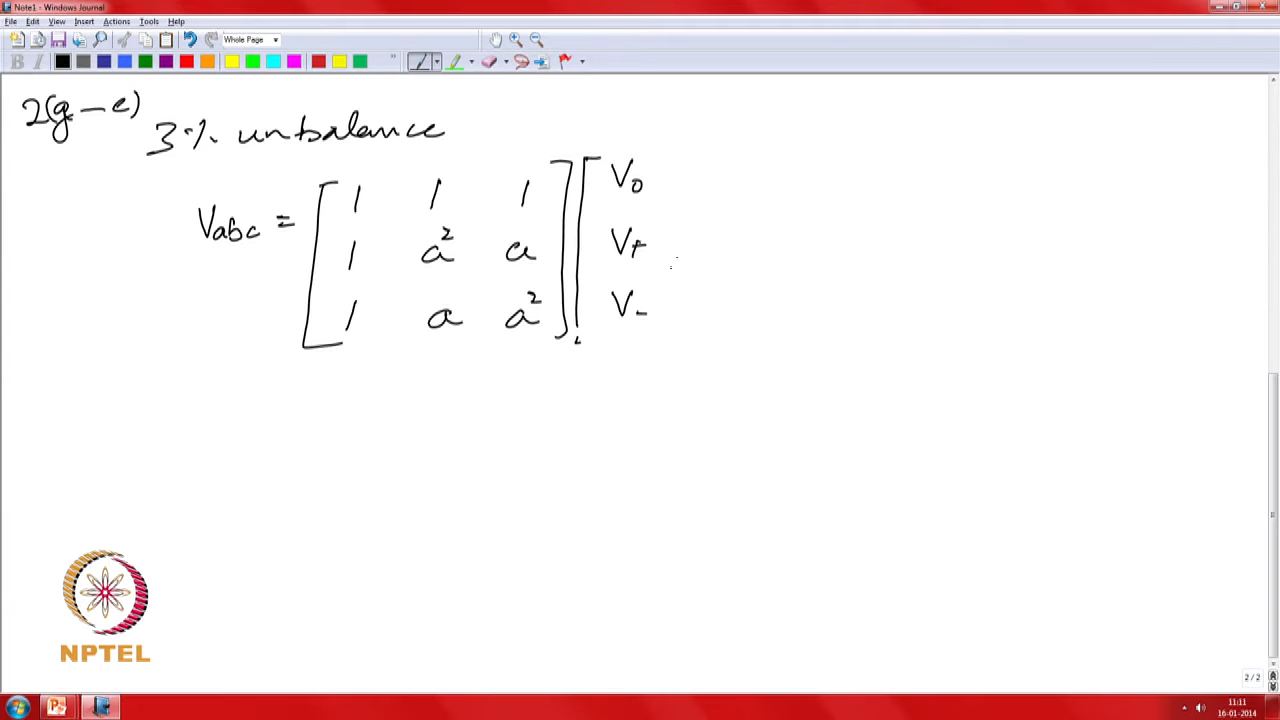 Note1 - Windows Journal
File Edit View Insert Actions Tools Help
Whole Page
B I
2(g-e)
3% unbalance
Vabc = [ 1 1 1 ] [ V0
1 a² a V+
1 a a² V-
NPTEL
2 / 2
11:11
16-01-2014